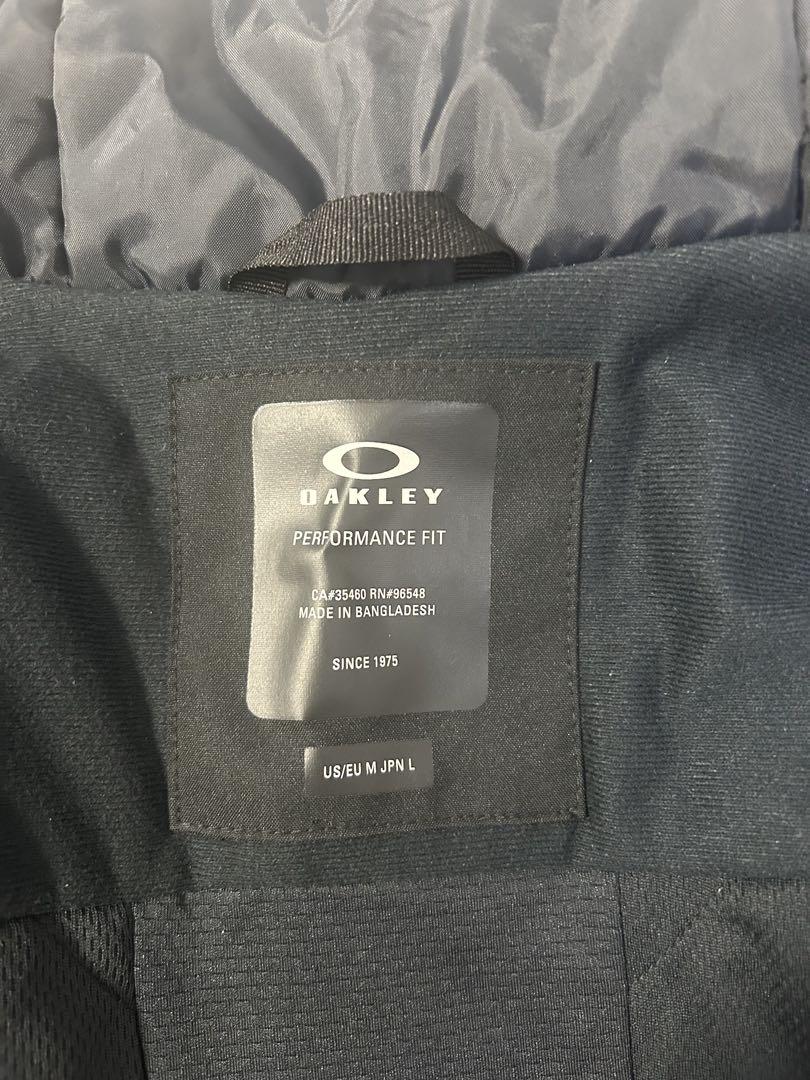 OAKLEY
PERFORMANCE FIT
CA#35460 RN#96548
MADE IN BANGLADESH
SINCE 1975
US/EU M JPN L